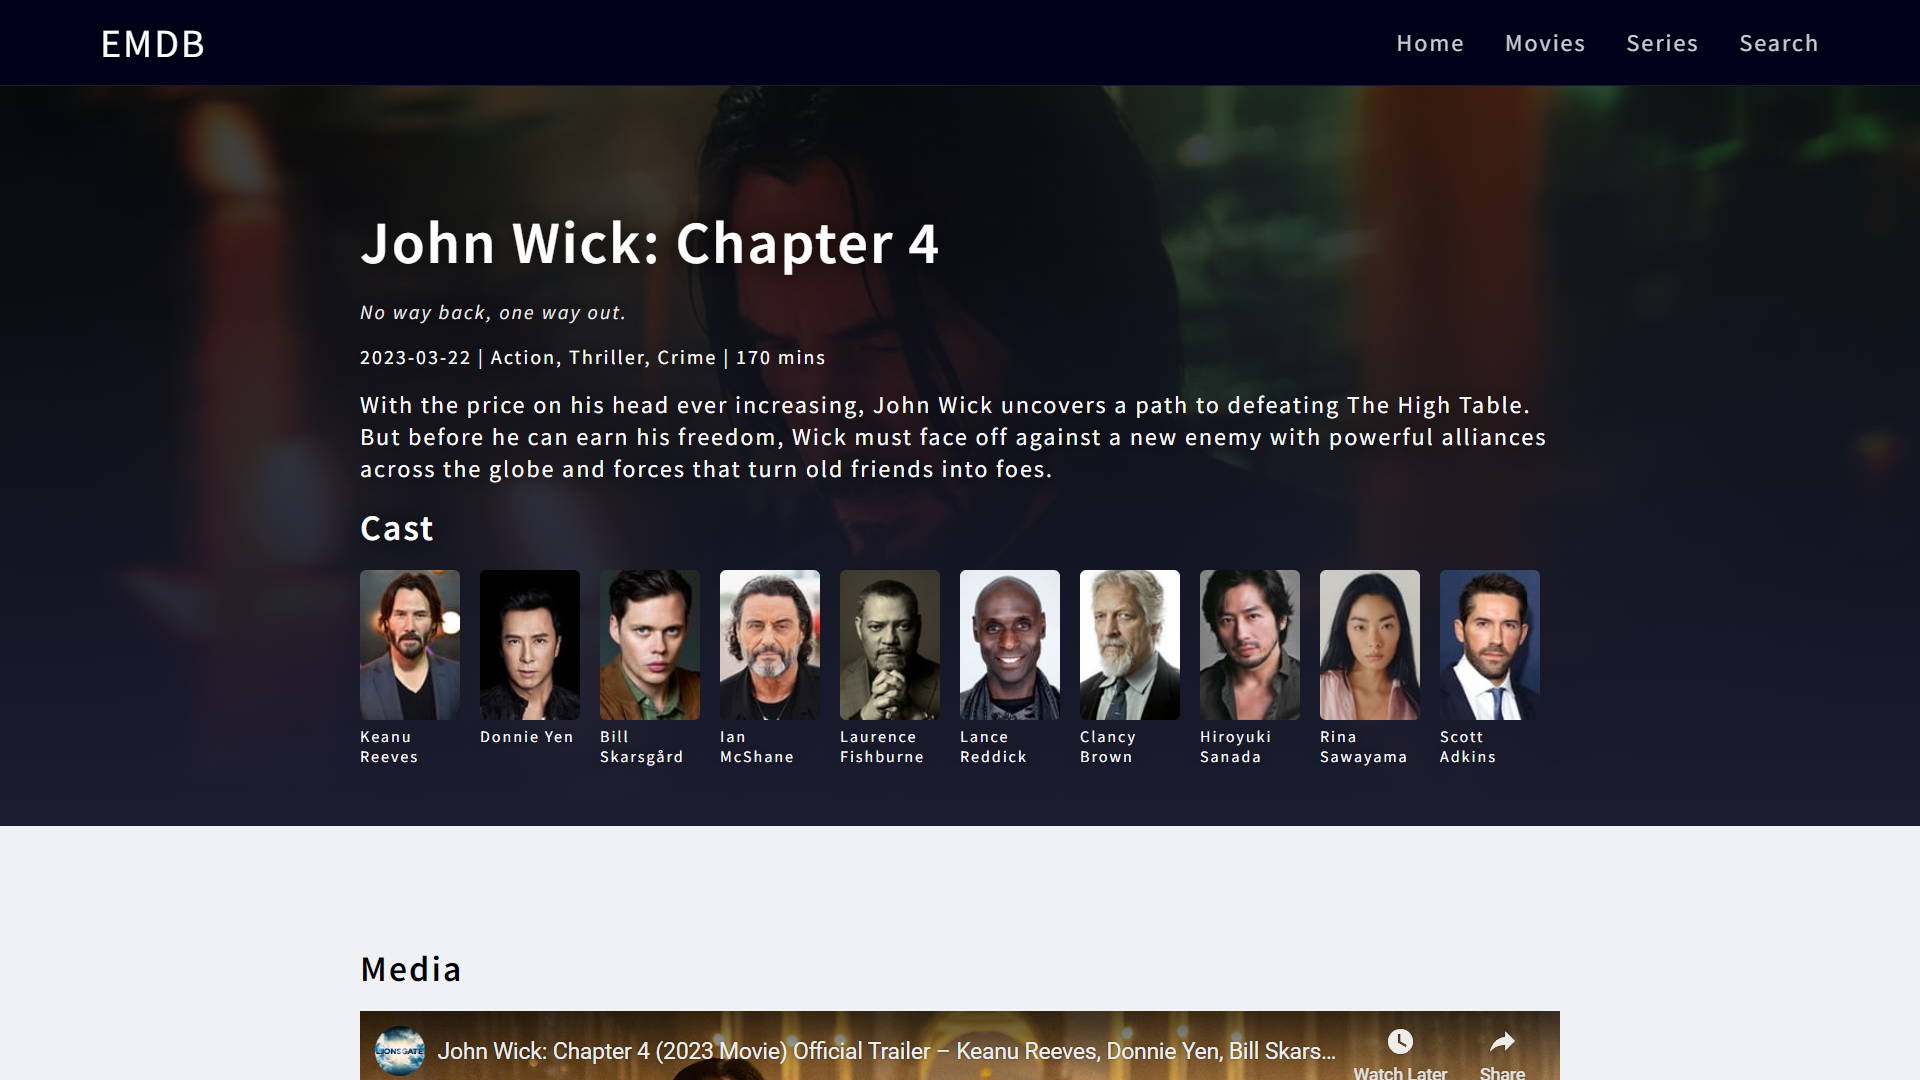 EMDB
Home Movies Series Search
John Wick: Chapter 4
No way back, one way out.
2023-03-22 | Action, Thriller, Crime | 170 mins
With the price on his head ever increasing, John Wick uncovers a path to defeating The High Table.
But before he can earn his freedom, Wick must face off against a new enemy with powerful alliances
across the globe and forces that turn old friends into foes.
Cast
Keanu
Reeves
Donnie Yen
Bill
Skarsgård
Ian
McShane
Laurence
Fishburne
Lance
Reddick
Clancy
Brown
Hiroyuki
Sanada
Rina
Sawayama
Scott
Adkins
Media
LIONSGATE
John Wick: Chapter 4 (2023 Movie) Official Trailer – Keanu Reeves, Donnie Yen, Bill Skars...
Watch Later
Share